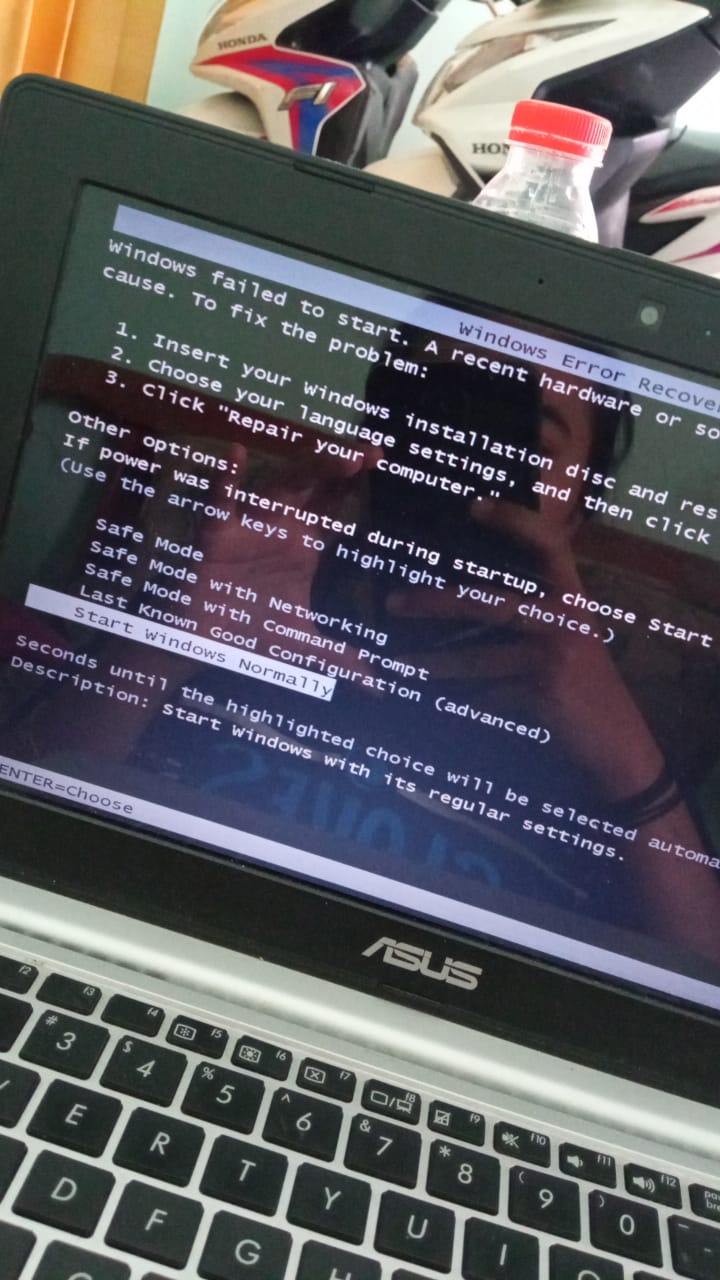 HONDA
HON
Windows Error Recove
Windows failed to start. A recent hardware or so
cause. To fix the problem:
1. Insert your Windows installation disc and res
2. Choose your language settings, and then click
3. Click "Repair your computer."
Other options:
If power was interrupted during startup, choose Start
(Use the arrow keys to highlight your choice.)
Safe Mode
Safe Mode with Networking
Safe Mode with Command Prompt
Last Known Good Configuration (advanced)
Start Windows Normally
Seconds until the highlighted choice will be selected automa
Description: Start Windows with its regular settings.
ENTER=Choose
ASUS
f2 f3 f4 f5 f6 f7 f8 f9 f10 f11 f12
# 3 $ 4 % 5 ^ 6 & 7 * 8 ( 9 ) 0
E R T Y U I
D F G